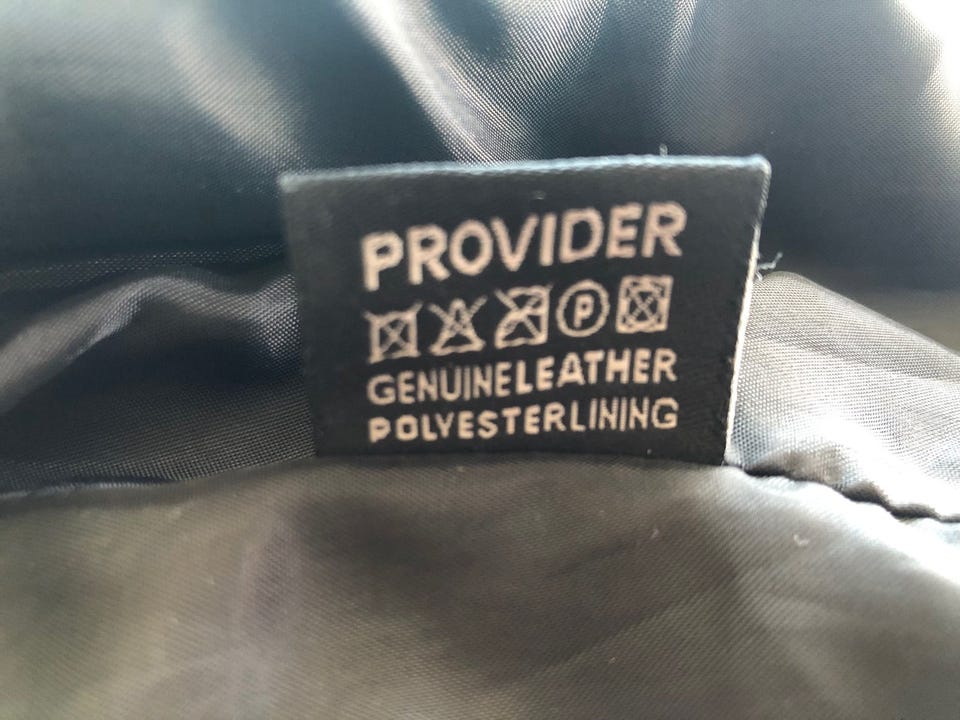 PROVIDER
P
GENUINELEATHER
POLYESTERLINING